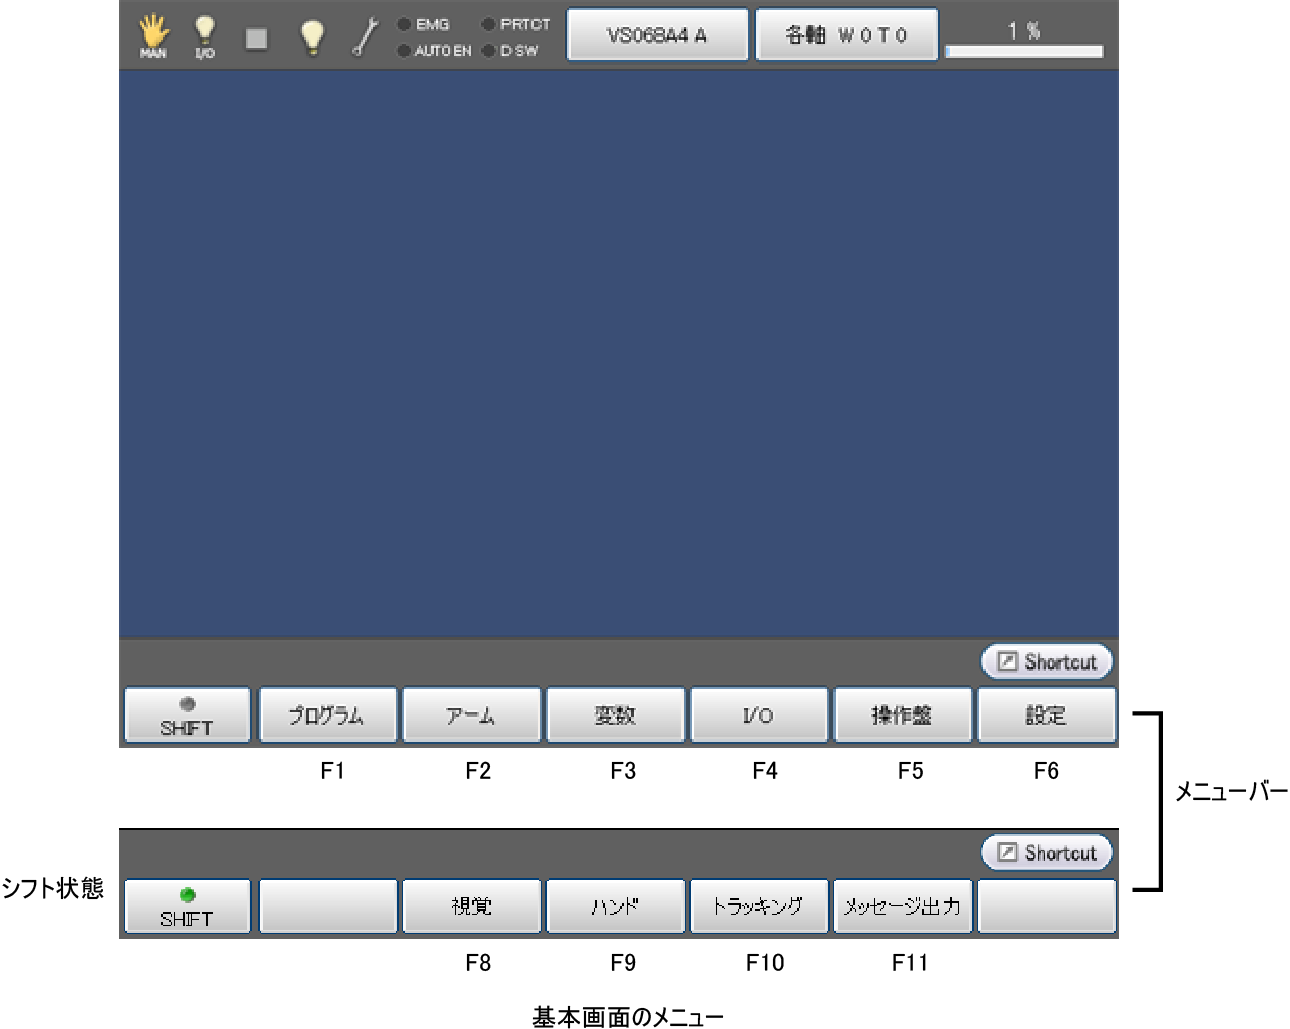 MAN
I/O
EMG
PRTCT
AUTO EN
D SW
VS068A4 A
各軸 W 0 T 0
1 %
Shortcut
SHIFT
プログラム
アーム
変数
I/O
操作盤
設定
F1
F2
F3
F4
F5
F6
メニューバー
Shortcut
シフト状態
SHIFT
視覚
ハンド
トラッキング
メッセージ出力
F8
F9
F10
F11
基本画面のメニュー